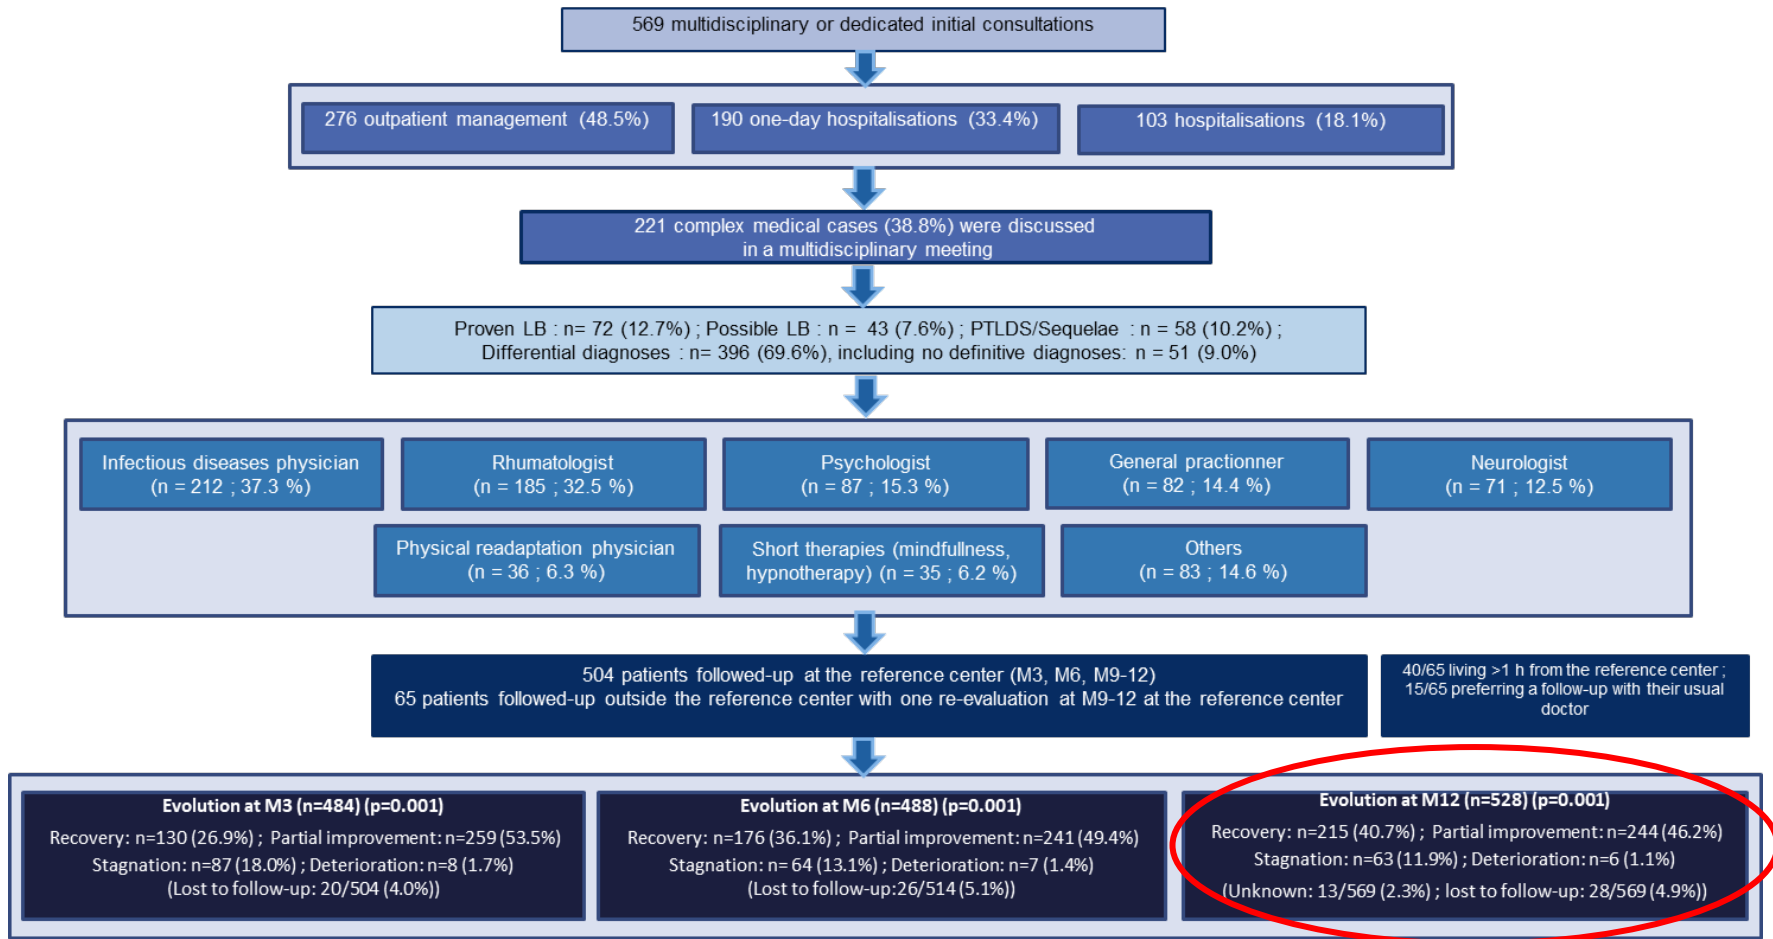 569 multidisciplinary or dedicated initial consultations
276 outpatient management (48.5%)
190 one-day hospitalisations (33.4%)
103 hospitalisations (18.1%)
221 complex medical cases (38.8%) were discussed
in a multidisciplinary meeting
Proven LB : n= 72 (12.7%) ; Possible LB : n = 43 (7.6%) ; PTLDS/Sequelae : n = 58 (10.2%) ;
Differential diagnoses : n= 396 (69.6%), including no definitive diagnoses: n = 51 (9.0%)
Infectious diseases physician
(n = 212 ; 37.3 %)
Rhumatologist
(n = 185 ; 32.5 %)
Psychologist
(n = 87 ; 15.3 %)
General practionner
(n = 82 ; 14.4 %)
Neurologist
(n = 71 ; 12.5 %)
Physical readaptation physician
(n = 36 ; 6.3 %)
Short therapies (mindfullness,
hypnotherapy) (n = 35 ; 6.2 %)
Others
(n = 83 ; 14.6 %)
504 patients followed-up at the reference center (M3, M6, M9-12)
65 patients followed-up outside the reference center with one re-evaluation at M9-12 at the reference center
40/65 living >1 h from the reference center ;
15/65 preferring a follow-up with their usual
doctor
Evolution at M3 (n=484) (p=0.001)
Recovery: n=130 (26.9%) ; Partial improvement: n=259 (53.5%)
Stagnation: n=87 (18.0%) ; Deterioration: n=8 (1.7%)
(Lost to follow-up: 20/504 (4.0%))
Evolution at M6 (n=488) (p=0.001)
Recovery: n=176 (36.1%) ; Partial improvement: n=241 (49.4%)
Stagnation: n= 64 (13.1%) ; Deterioration: n=7 (1.4%)
(Lost to follow-up:26/514 (5.1%))
Evolution at M12 (n=528) (p=0.001)
Recovery: n=215 (40.7%) ; Partial improvement: n=244 (46.2%)
Stagnation: n=63 (11.9%) ; Deterioration: n=6 (1.1%)
(Unknown: 13/569 (2.3%) ; lost to follow-up: 28/569 (4.9%))